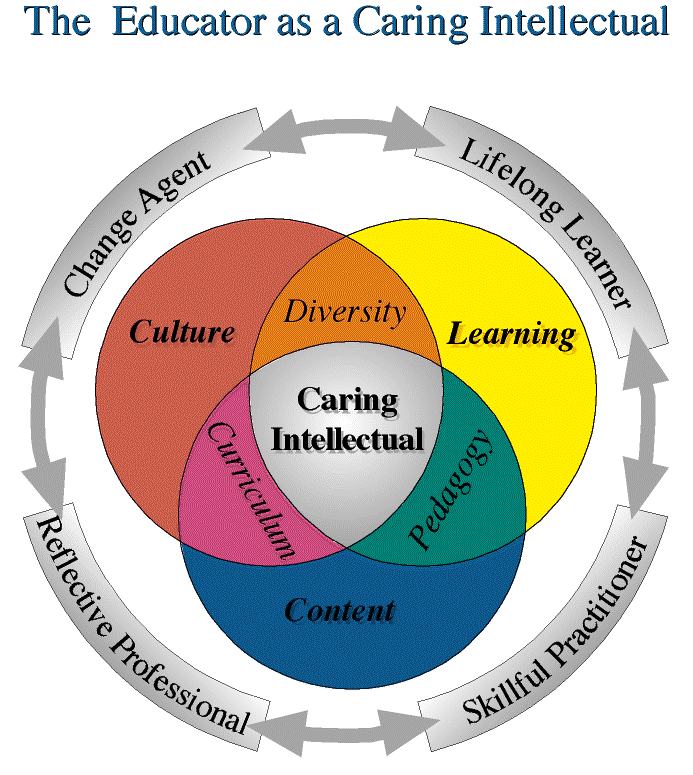 The Educator as a Caring Intellectual
Change Agent
Lifelong Learner
Diversity
Culture
Learning
Caring
Intellectual
Curriculum
Pedagogy
Content
Reflective Professional
Skillful Practitioner